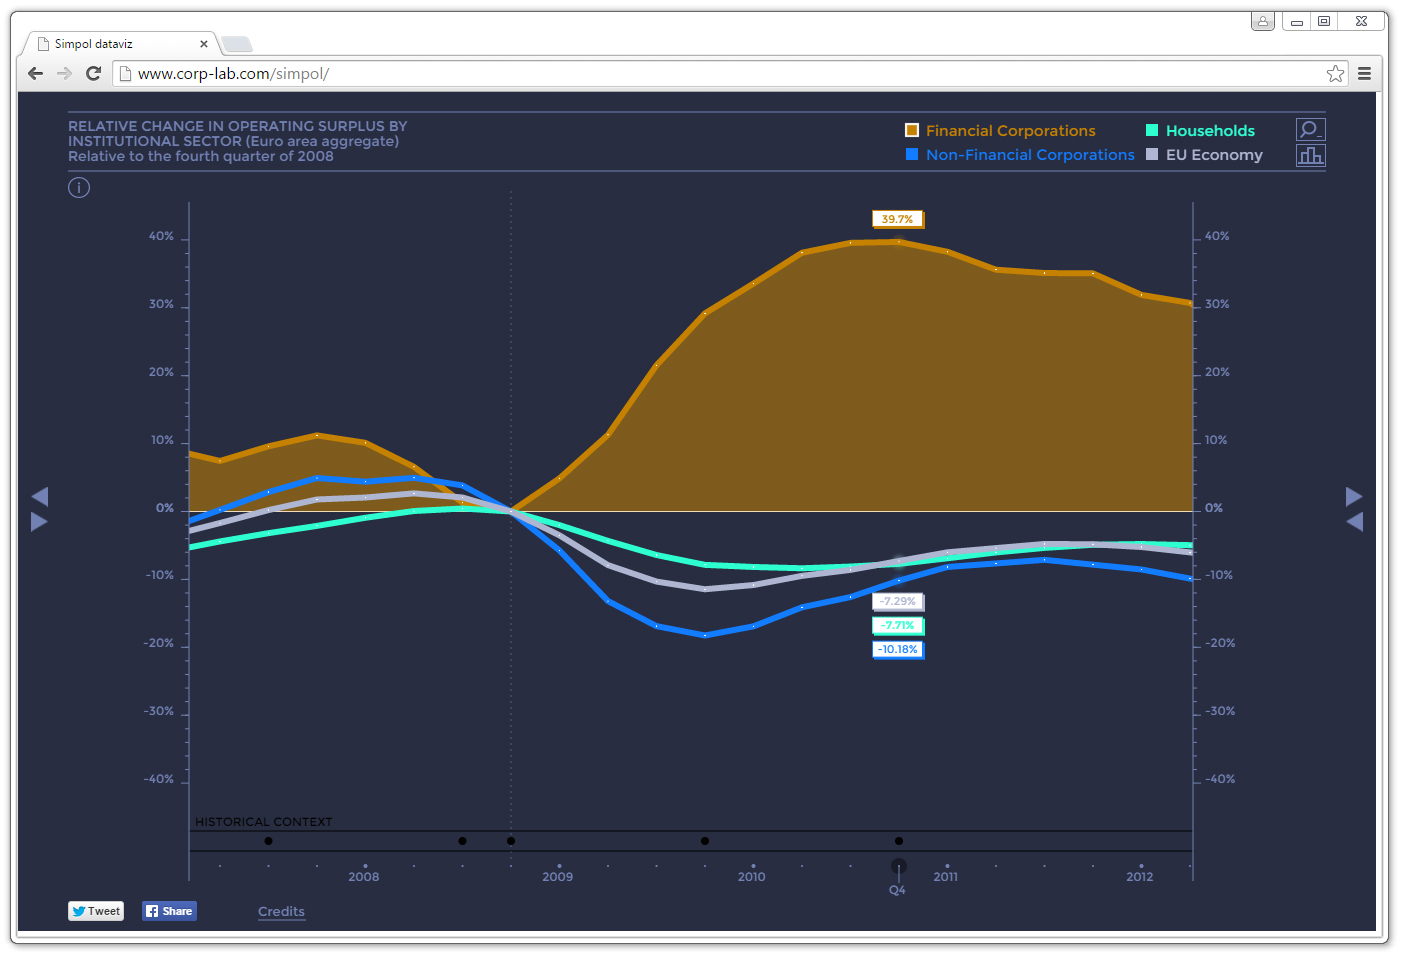 Simpol dataviz
www.corp-lab.com/simpol/
RELATIVE CHANGE IN OPERATING SURPLUS BY
INSTITUTIONAL SECTOR (Euro area aggregate)
Relative to the fourth quarter of 2008
Financial Corporations
Households
Non-Financial Corporations
EU Economy
39.7%
40%
40%
30%
30%
20%
20%
10%
10%
0%
0%
-10%
-10%
-7.29%
-7.71%
-10.18%
-20%
-20%
-30%
-30%
-40%
-40%
HISTORICAL CONTEXT
2008
2009
2010
2011
2012
Q4
Tweet
Share
Credits